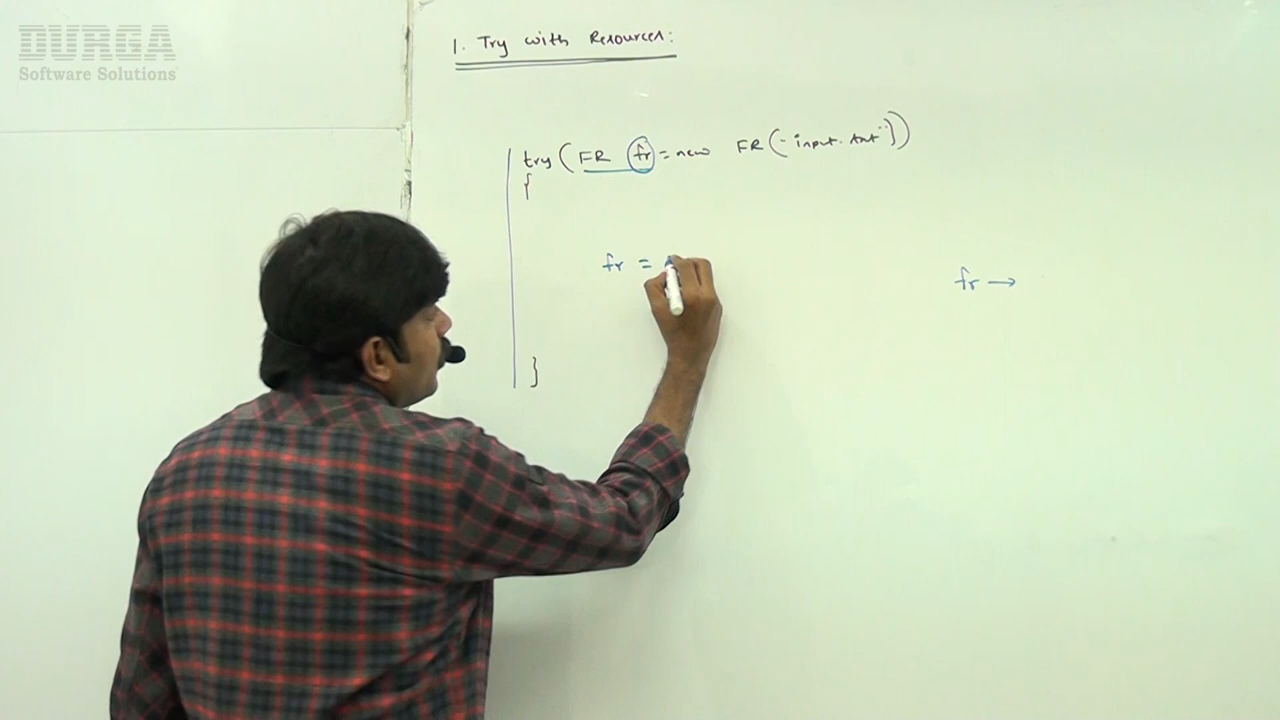 DURGA
Software Solutions
1. Try with Resources:
try (FR fr = new FR("input.txt"))
{
fr =
fr →
}